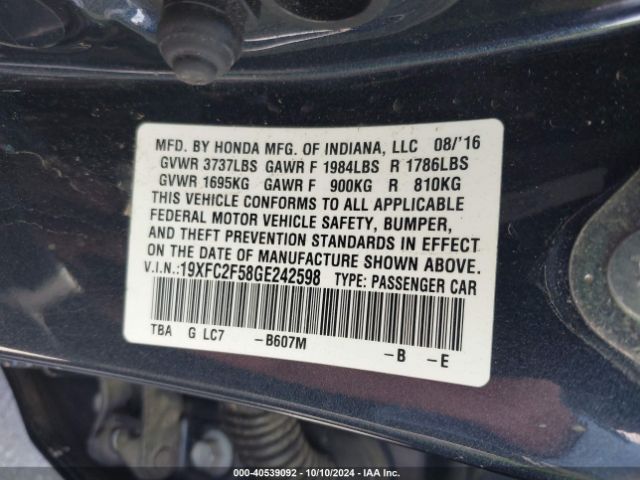 MFD. BY HONDA MFG. OF INDIANA, LLC 08/'16
GVWR 3737LBS GAWR F 1984LBS R 1786LBS
GVWR 1695KG GAWR F 900KG R 810KG
THIS VEHICLE CONFORMS TO ALL APPLICABLE
FEDERAL MOTOR VEHICLE SAFETY, BUMPER,
AND THEFT PREVENTION STANDARDS IN EFFECT
ON THE DATE OF MANUFACTURE SHOWN ABOVE.
V.I.N.:19XFC2F58GE242598 TYPE: PASSENGER CAR
TBA G LC7 -B607M -B -E
000-40539092 - 10/10/2024 - IAA Inc.